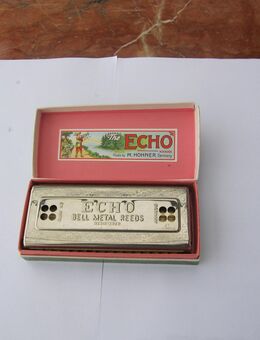 The ECHO
Made by M. HOHNER, Germany
ECHO
BELL METAL REEDS